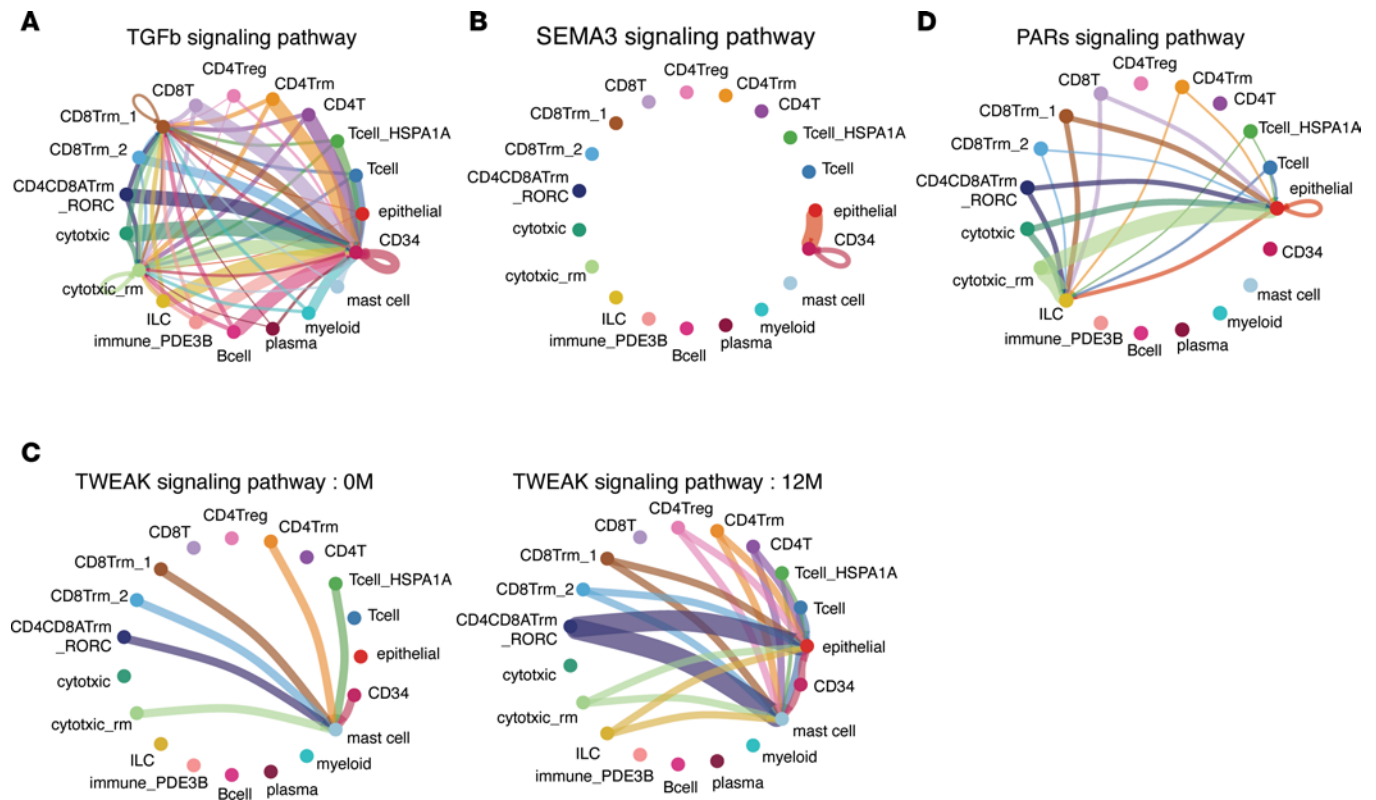 A
TGFb signaling pathway
CD4Treg
CD8T
CD4Trm
CD8Trm_1
CD4T
Tcell_HSPA1A
CD8Trm_2
Tcell
CD4CD8ATrm
_RORC
epithelial
cytotxic
CD34
cytotxic_rm
mast cell
ILC
myeloid
immune_PDE3B
plasma
Bcell
B
SEMA3 signaling pathway
CD4Treg
CD8T
CD4Trm
CD8Trm_1
CD4T
Tcell_HSPA1A
CD8Trm_2
Tcell
CD4CD8ATrm
_RORC
epithelial
cytotxic
CD34
cytotxic_rm
mast cell
ILC
myeloid
immune_PDE3B
plasma
Bcell
D
PARs signaling pathway
CD4Treg
CD8T
CD4Trm
CD8Trm_1
CD4T
Tcell_HSPA1A
CD8Trm_2
Tcell
CD4CD8ATrm
_RORC
epithelial
cytotxic
CD34
cytotxic_rm
mast cell
ILC
myeloid
immune_PDE3B
plasma
Bcell
C
TWEAK signaling pathway : 0M
CD4Treg
CD8T
CD4Trm
CD8Trm_1
CD4T
Tcell_HSPA1A
CD8Trm_2
Tcell
CD4CD8ATrm
_RORC
epithelial
cytotxic
CD34
cytotxic_rm
mast cell
ILC
myeloid
immune_PDE3B
plasma
Bcell
TWEAK signaling pathway : 12M
CD4Treg
CD8T
CD4Trm
CD8Trm_1
CD4T
Tcell_HSPA1A
CD8Trm_2
Tcell
CD4CD8ATrm
_RORC
epithelial
cytotxic
CD34
cytotxic_rm
mast cell
ILC
myeloid
immune_PDE3B
plasma
Bcell